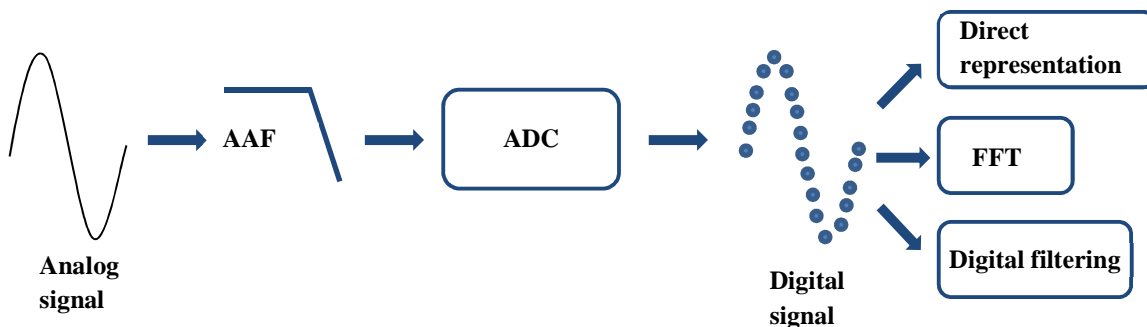 Analog
signal
AAF
ADC
Digital
signal
Direct
representation
FFT
Digital filtering